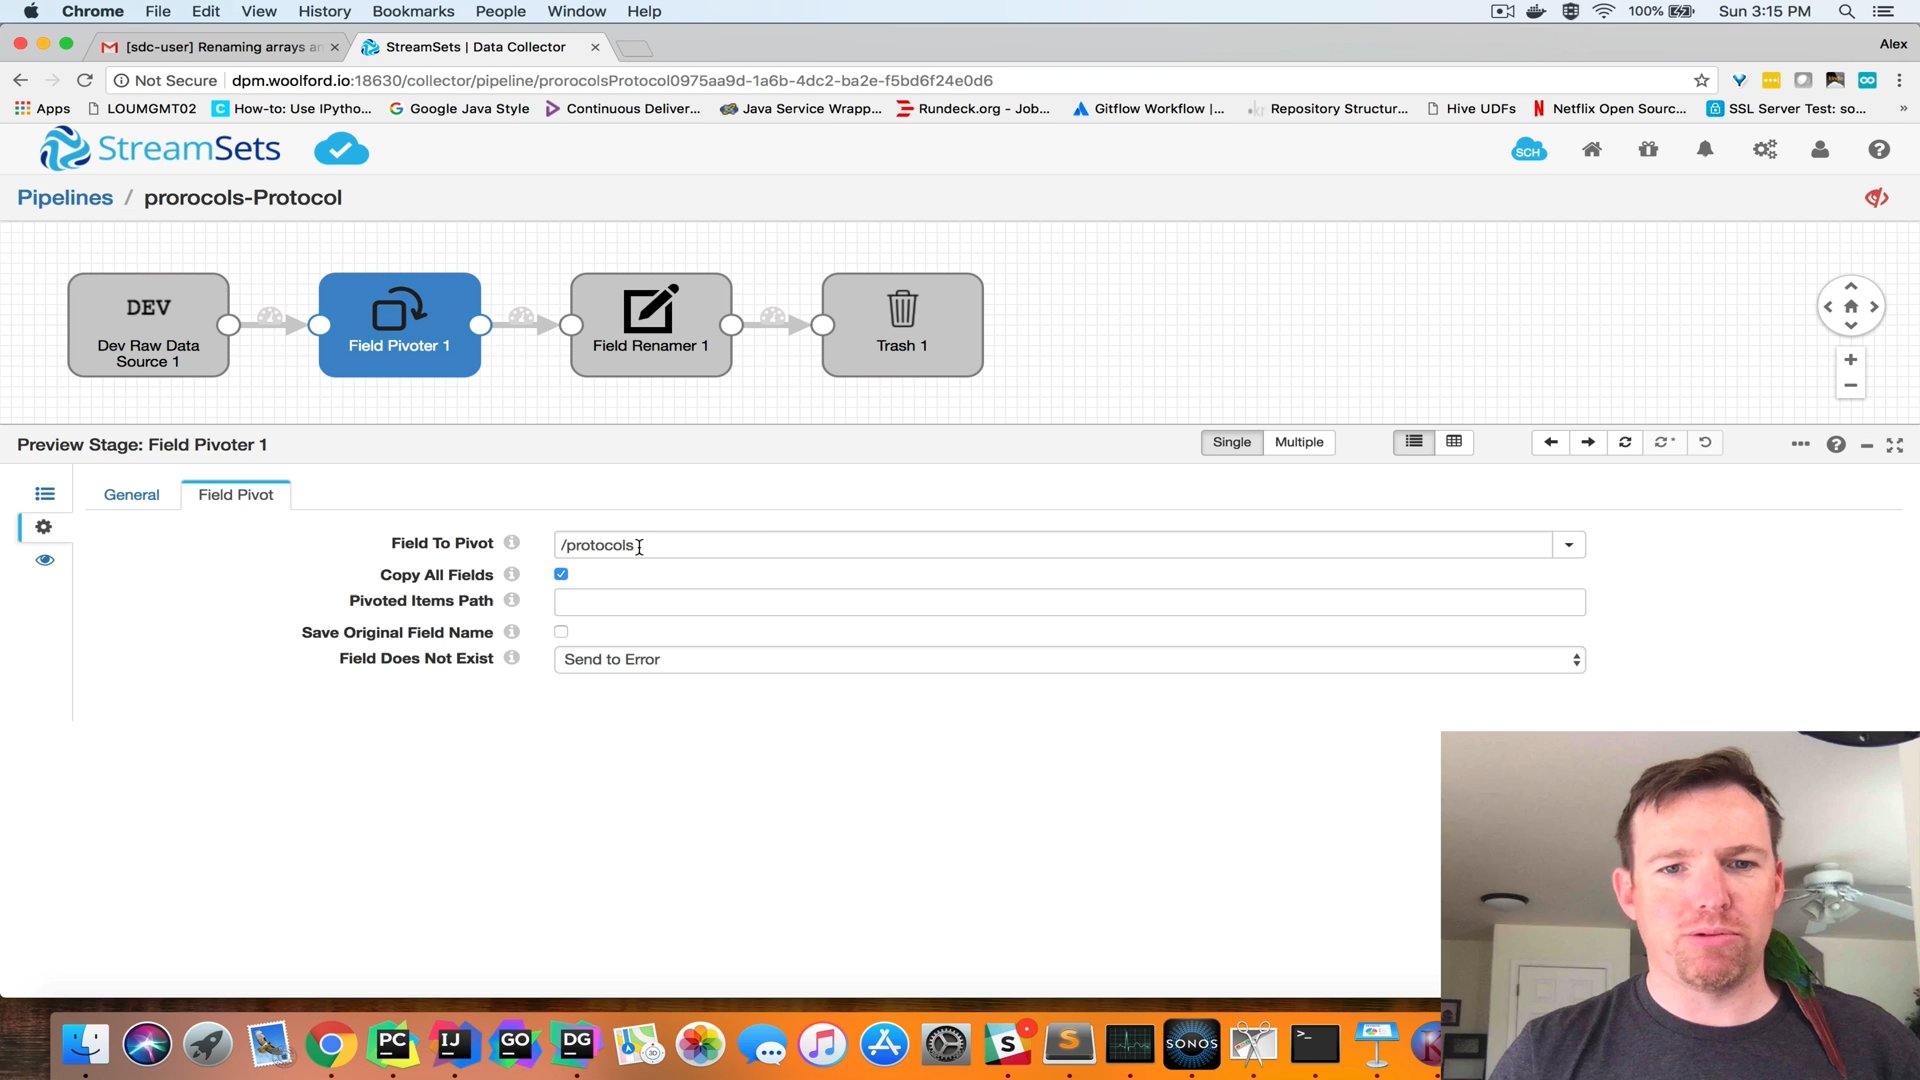 Chrome File Edit View History Bookmarks People Window Help 100% Sun 3:15 PM
[sdc-user] Renaming arrays an StreamSets | Data Collector Alex
Not Secure dpm.woolford.io:18630/collector/pipeline/prorocolsProtocol0975aa9d-1a6b-4dc2-ba2e-f5bd6f24e0d6
Apps LOUMGMT02 How-to: Use IPytho... Google Java Style Continuous Deliver... Java Service Wrapp... Rundeck.org - Job... Gitflow Workflow |... Repository Structur... Hive UDFs Netflix Open Sourc... SSL Server Test: so... »
StreamSets SCH
Pipelines / prorocols-Protocol
DEV
Dev Raw Data
Source 1
Field Pivoter 1
Field Renamer 1
Trash 1
Preview Stage: Field Pivoter 1 Single Multiple
General Field Pivot
Field To Pivot /protocols
Copy All Fields
Pivoted Items Path
Save Original Field Name
Field Does Not Exist Send to Error
PC IJ GO DG 3D SONOS